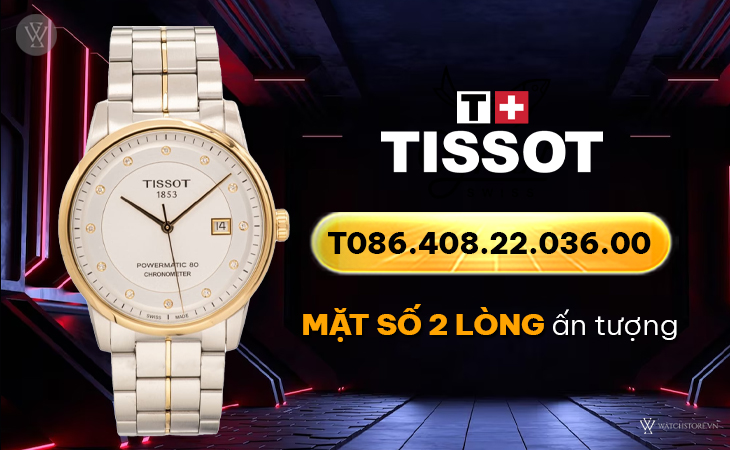 T+
TISSOT
T086.408.22.036.00
MẶT SỐ 2 LÒNG ấn tượng
TISSOT
1853
14
POWERMATIC 80
CHRONOMETER
SWISS MADE
WATCHSTORE.VN